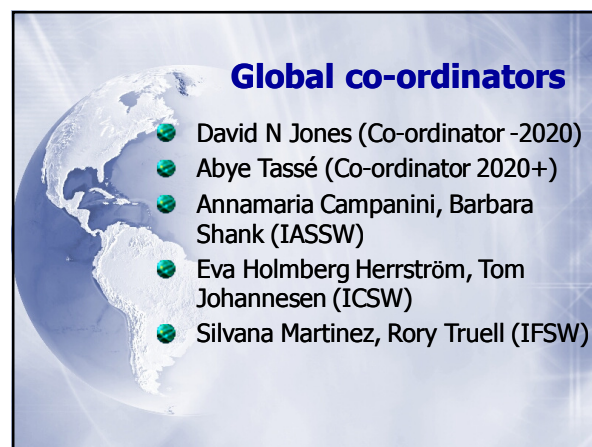 Global co-ordinators
David N Jones (Co-ordinator -2020)
Abye Tassé (Co-ordinator 2020+)
Annamaria Campanini, Barbara
Shank (IASSW)
Eva Holmberg Herrström, Tom
Johannesen (ICSW)
Silvana Martinez, Rory Truell (IFSW)